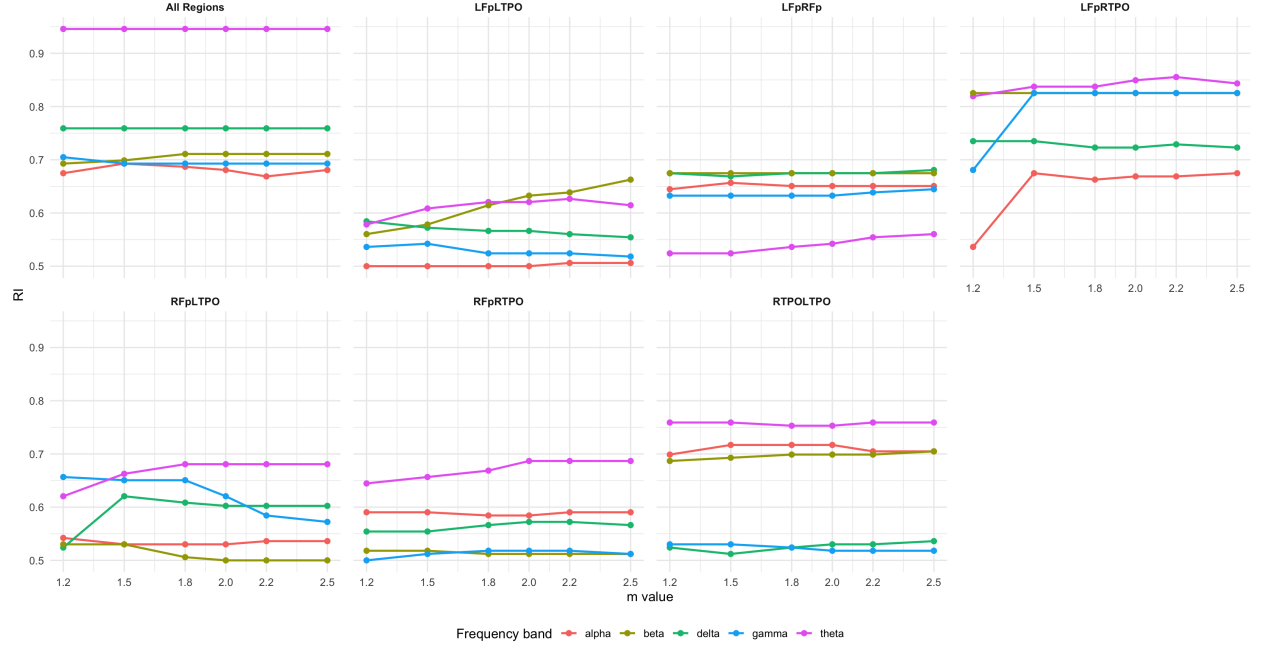 All Regions LFpLTPO LFpRFp LFpRTPO
0.9
0.8
0.7
0.6
0.5
1.2 1.5 1.8 2.0 2.2 2.5
RI
RFpLTPO RFpRTPO RTPOLTPO
0.9
0.8
0.7
0.6
0.5
1.2 1.5 1.8 2.0 2.2 2.5 1.2 1.5 1.8 2.0 2.2 2.5 1.2 1.5 1.8 2.0 2.2 2.5
m value
Frequency band alpha beta delta gamma theta